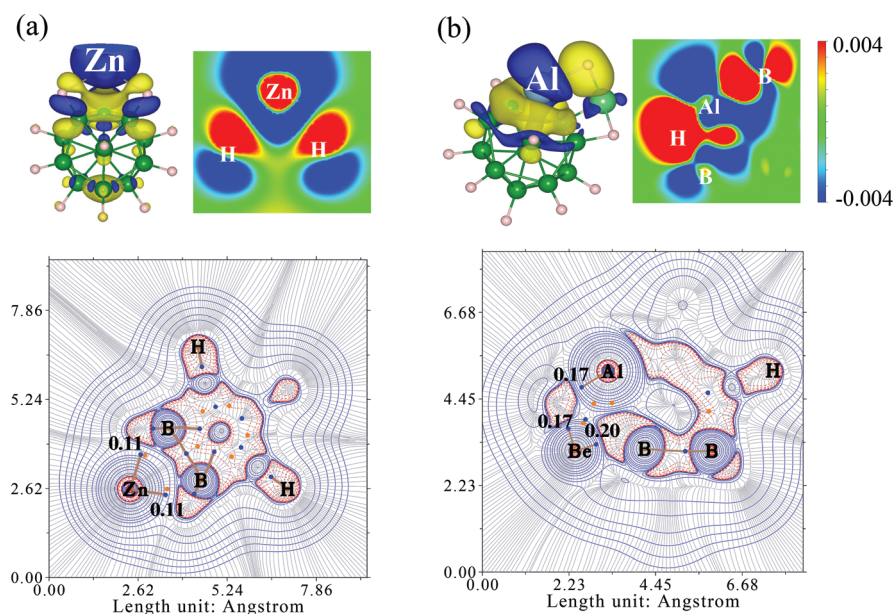 (a)
Zn
Zn
H
H
(b)
Al
B
Al
H
B
0.004
-0.004
7.86
5.24
2.62
0.00
H
B
0.11
B
Zn
0.11
H
0.00
2.62
5.24
7.86
Length unit: Angstrom
6.68
4.45
2.23
0.00
0.17
Al
H
0.17
0.20
Be
B
B
0.00
2.23
4.45
6.68
Length unit: Angstrom